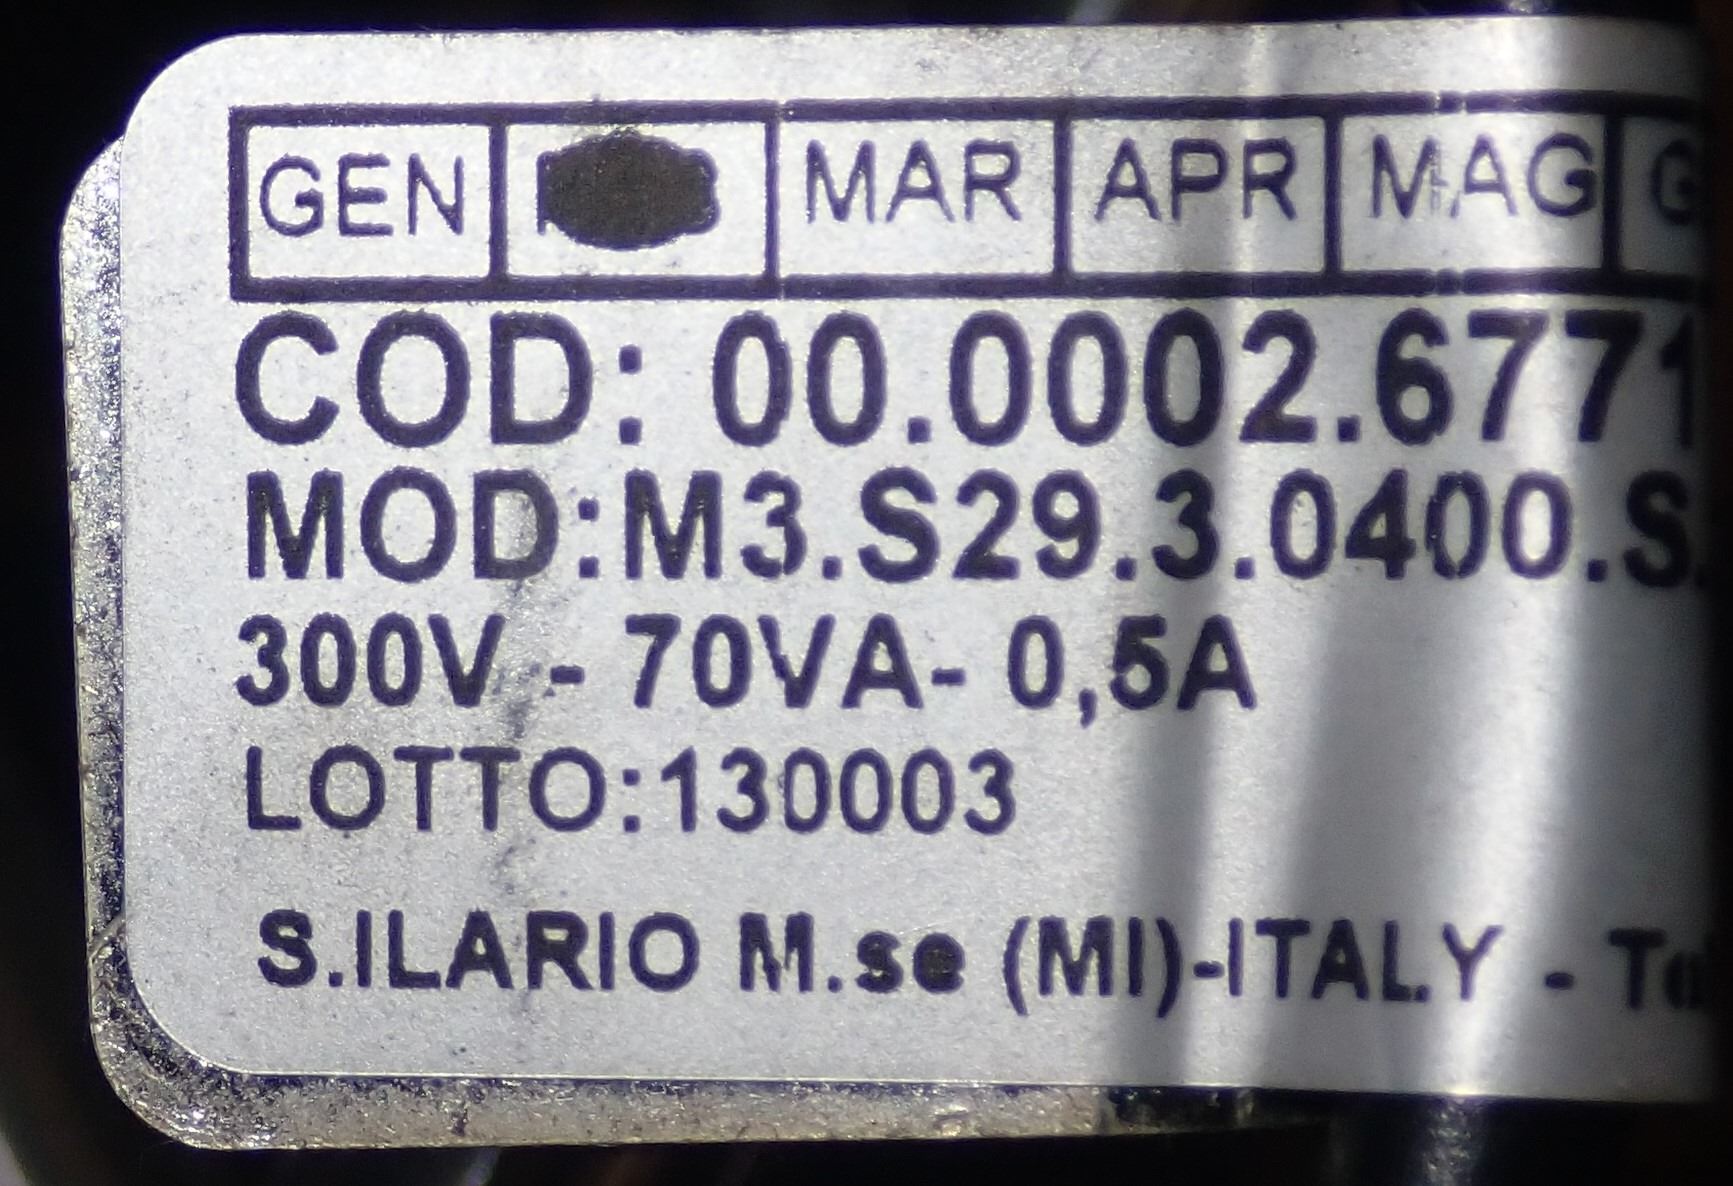 GEN MAR APR MAG
COD: 00.0002.6771
MOD:M3.S29.3.0400.S
300V - 70VA- 0,5A
LOTTO:130003
S.ILARIO M.se (MI)-ITALY -